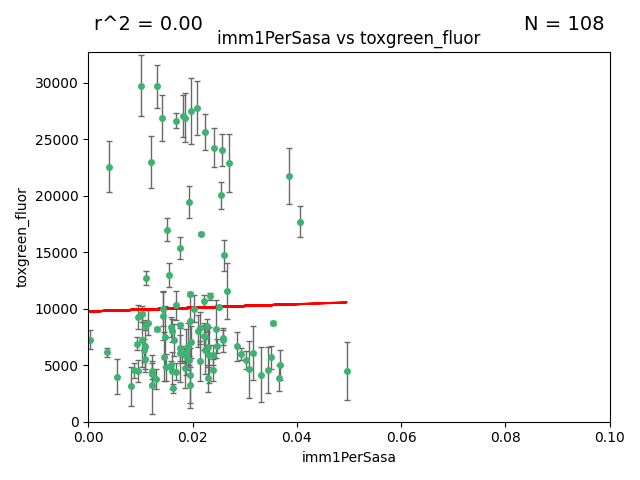 r^2 = 0.00
N = 108
imm1PerSasa vs toxgreen_fluor
30000
25000
20000
15000
10000
5000
0
toxgreen_fluor
0.00
0.02
0.04
0.06
0.08
0.10
imm1PerSasa